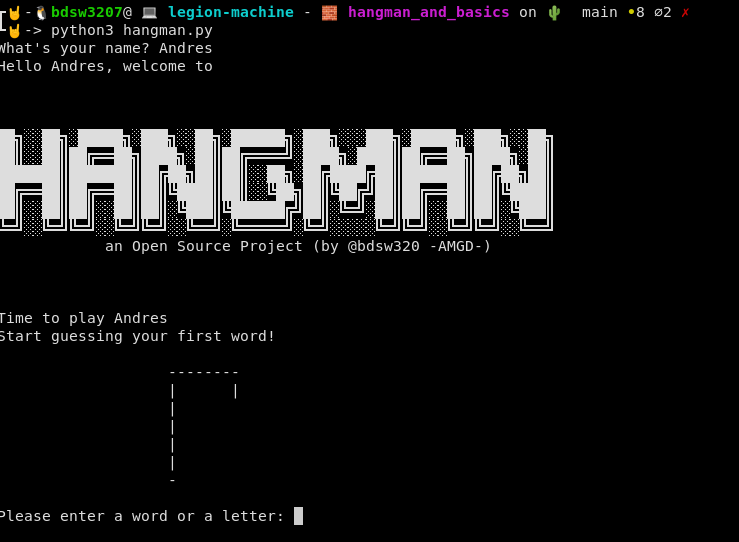 bdsw3207@ legion-machine - hangman_and_basics on main •8 ∅2 ✗
-> python3 hangman.py
What's your name? Andres
Hello Andres, welcome to
HANGMAN
an Open Source Project (by @bdsw320 -AMGD-)
Time to play Andres
Start guessing your first word!
Please enter a word or a letter: